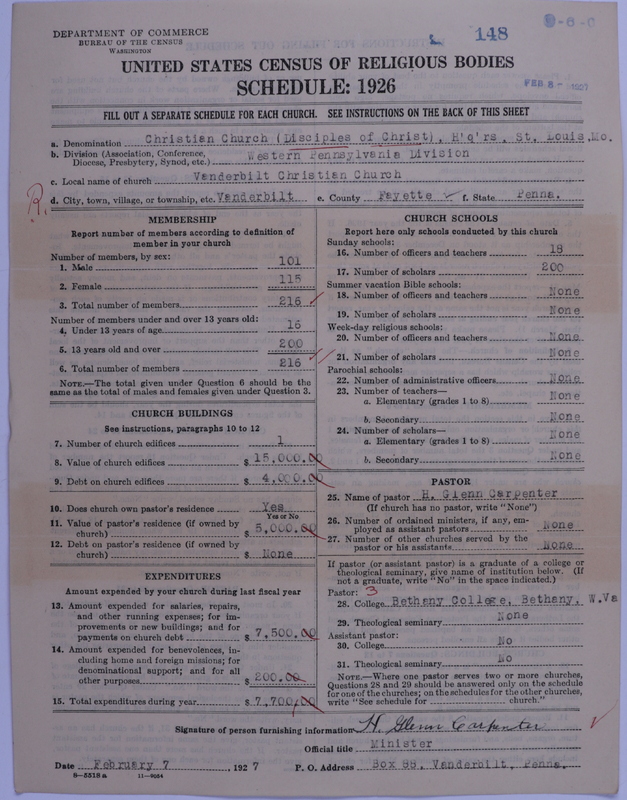 DEPARTMENT OF COMMERCE
BUREAU OF THE CENSUS
WASHINGTON
148
UNITED STATES CENSUS OF RELIGIOUS BODIES
SCHEDULE: 1926
FEB 8 - 1927
FILL OUT A SEPARATE SCHEDULE FOR EACH CHURCH. SEE INSTRUCTIONS ON THE BACK OF THIS SHEET
a. Denomination Christian Church (Disciples of Christ), H'q'rs, St. Louis, Mo.
b. Division (Association, Conference, Diocese, Presbytery, Synod, etc.) Western Pennsylvania Division
c. Local name of church Vanderbilt Christian Church
d. City, town, village, or township, etc. Vanderbilt e. County Fayette ✓ f. State Penna.
R.
MEMBERSHIP
Report number of members according to definition of
member in your church
Number of members, by sex:
1. Male 101
2. Female 115
3. Total number of members 216 ✓
Number of members under and over 13 years old:
4. Under 13 years of age 16
5. 13 years old and over 200
6. Total number of members 216 ✓
NOTE.—The total given under Question 6 should be the
same as the total of males and females given under Question 3.
CHURCH BUILDINGS
See instructions, paragraphs 10 to 12
7. Number of church edifices 1
8. Value of church edifices $ 15,000.00
9. Debt on church edifices $ 4,000.00
10. Does church own pastor's residence Yes
Yes or No
11. Value of pastor's residence (if owned by
church) $ 5,000.00
12. Debt on pastor's residence (if owned by
church) $ None
EXPENDITURES
Amount expended by your church during last fiscal year
13. Amount expended for salaries, repairs,
and other running expenses; for im-
provements or new buildings; and for
payments on church debt $ 7,500.00
14. Amount expended for benevolences, in-
cluding home and foreign missions; for
denominational support; and for all
other purposes $ 200.00
15. Total expenditures during year $ 7,700.00
CHURCH SCHOOLS
Report here only schools conducted by this church
Sunday schools:
16. Number of officers and teachers 18
17. Number of scholars 200
Summer vacation Bible schools:
18. Number of officers and teachers None
19. Number of scholars None
Week-day religious schools:
20. Number of officers and teachers None
21. Number of scholars None
Parochial schools:
22. Number of administrative officers None
23. Number of teachers—
a. Elementary (grades 1 to 8) None
b. Secondary None
24. Number of scholars—
a. Elementary (grades 1 to 8) None
b. Secondary None
PASTOR
25. Name of pastor H. Glenn Carpenter
(If church has no pastor, write "None")
26. Number of ordained ministers, if any, em-
ployed as assistant pastors None
27. Number of other churches served by the
pastor or his assistants None
If pastor (or assistant pastor) is a graduate of a college or
theological seminary, give name of institution below. (If
not a graduate, write "No" in the space indicated.)
Pastor: 3
28. College Bethany College, Bethany, W.Va
29. Theological seminary None
Assistant pastor:
30. College No
31. Theological seminary No
NOTE.—Where one pastor serves two or more churches,
Questions 28 and 29 should be answered only on the schedule
for one of the churches; on the schedules for the other churches,
write "See schedule for church."
Signature of person furnishing information H. Glenn Carpenter
Official title Minister
Date February 7, 1927 P. O. Address Box 66, Vanderbilt, Penna.
8-5518 a 11-9064